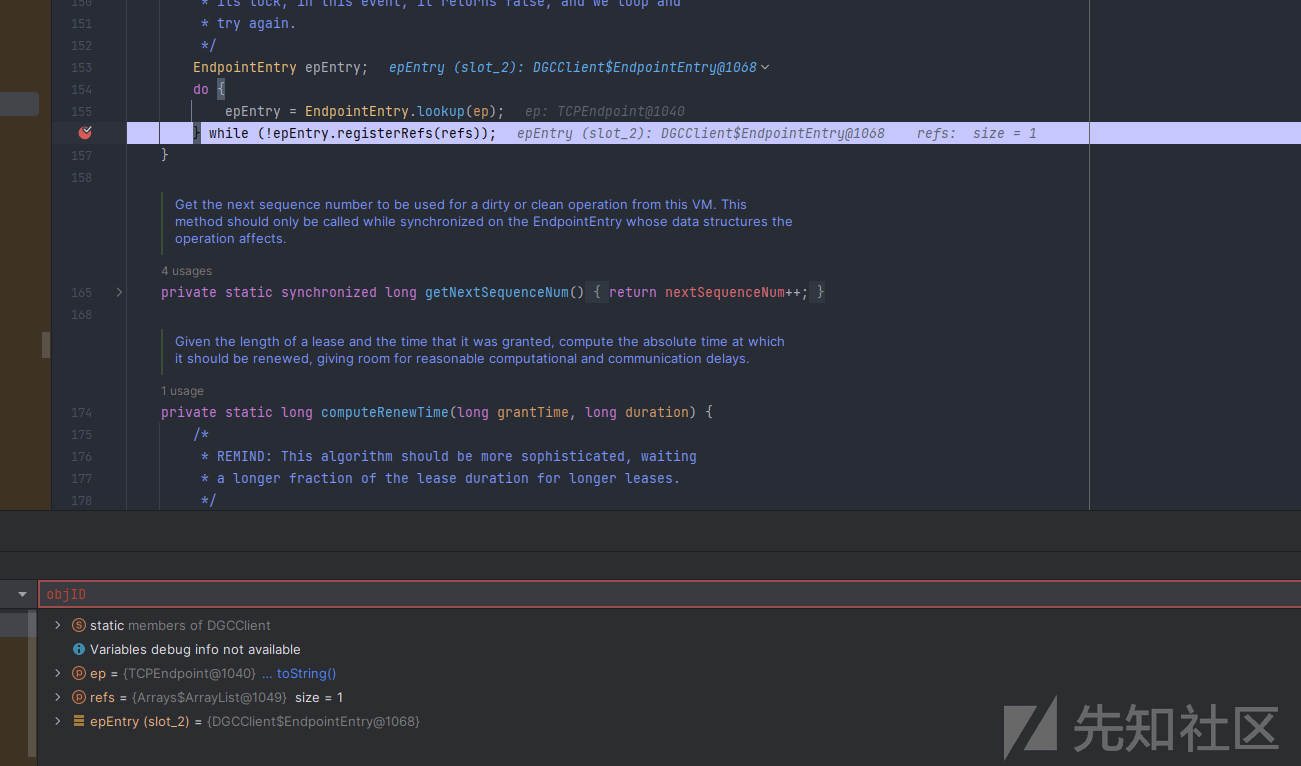 150 * its lock; in this event, it returns false, and we loop and
151 * try again.
152 */
153 EndpointEntry epEntry; epEntry (slot_2): DGCClient$EndpointEntry@1068
154 do {
155 epEntry = EndpointEntry.lookup(ep); ep: TCPEndpoint@1040
} while (!epEntry.registerRefs(refs)); epEntry (slot_2): DGCClient$EndpointEntry@1068 refs: size = 1
157 }
158
Get the next sequence number to be used for a dirty or clean operation from this VM. This
method should only be called while synchronized on the EndpointEntry whose data structures the
operation affects.
4 usages
165 private static synchronized long getNextSequenceNum() { return nextSequenceNum++; }
168
Given the length of a lease and the time that it was granted, compute the absolute time at which
it should be renewed, giving room for reasonable computational and communication delays.
1 usage
174 private static long computeRenewTime(long grantTime, long duration) {
175 /*
176 * REMIND: This algorithm should be more sophisticated, waiting
177 * a longer fraction of the lease duration for longer leases.
178 */
objID
static members of DGCClient
Variables debug info not available
ep = {TCPEndpoint@1040} ... toString()
refs = {Arrays$ArrayList@1049} size = 1
epEntry (slot_2) = {DGCClient$EndpointEntry@1068}
先知社区